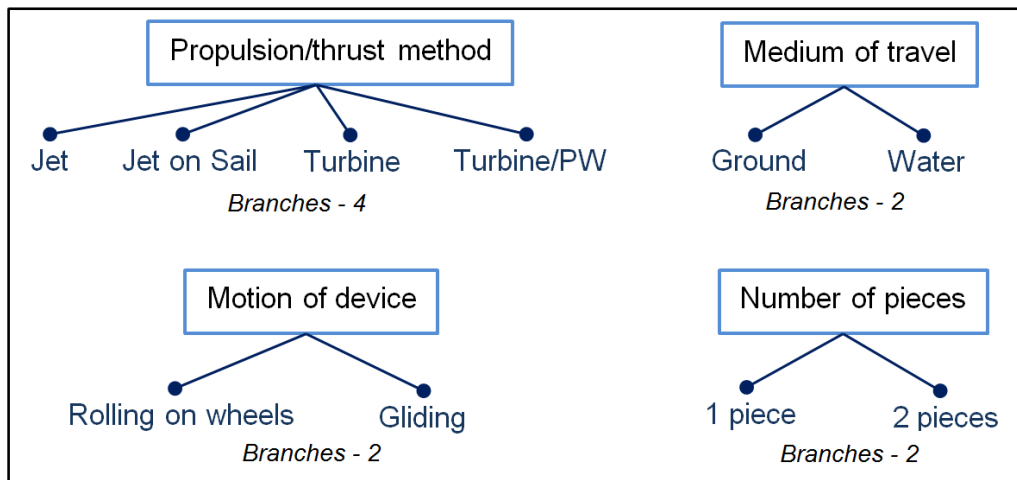 Propulsion/thrust method
Jet
Jet on Sail
Turbine
Turbine/PW
Branches - 4
Medium of travel
Ground
Water
Branches - 2
Motion of device
Rolling on wheels
Gliding
Branches - 2
Number of pieces
1 piece
2 pieces
Branches - 2